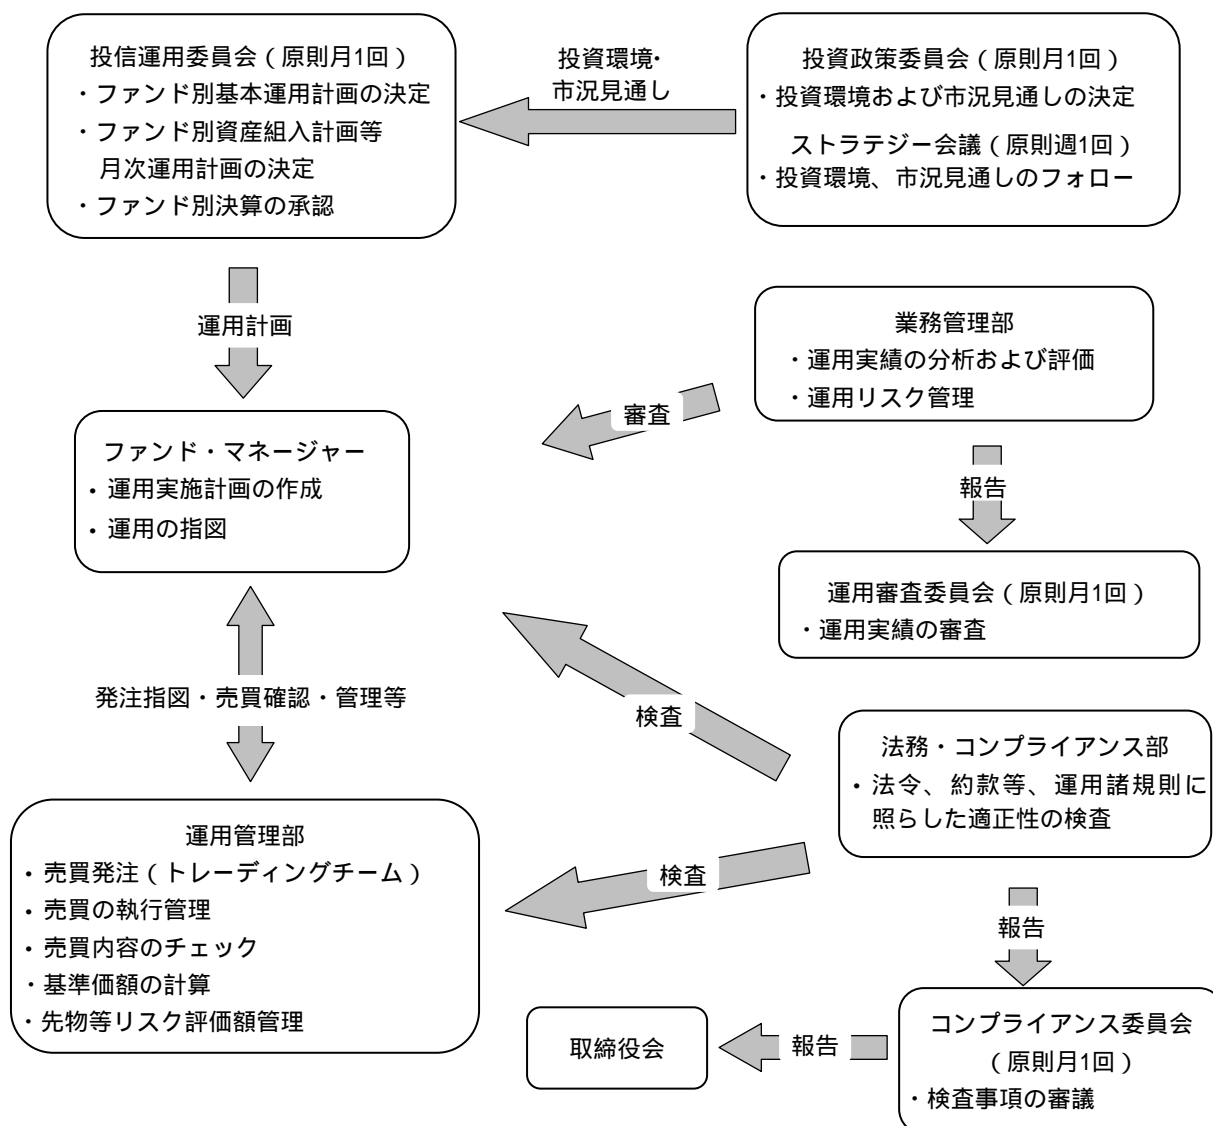 投信運用委員会（原則月1回）
・ファンド別基本運用計画の決定
・ファンド別資産組入計画等
月次運用計画の決定
・ファンド別決算の承認
投資環境・
市況見通し
投資政策委員会（原則月1回）
・投資環境および市況見通しの決定
ストラテジー会議（原則週1回）
・投資環境、市況見通しのフォロー
運用計画
業務管理部
・運用実績の分析および評価
・運用リスク管理
審査
ファンド・マネージャー
・運用実施計画の作成
・運用の指図
報告
運用審査委員会（原則月1回）
・運用実績の審査
発注指図・売買確認・管理等
検査
法務・コンプライアンス部
・法令、約款等、運用諸規則に
照らした適正性の検査
運用管理部
・売買発注（トレーディングチーム）
・売買の執行管理
・売買内容のチェック
・基準価額の計算
・先物等リスク評価額管理
検査
報告
コンプライアンス委員会
（原則月1回）
・検査事項の審議
報告
取締役会